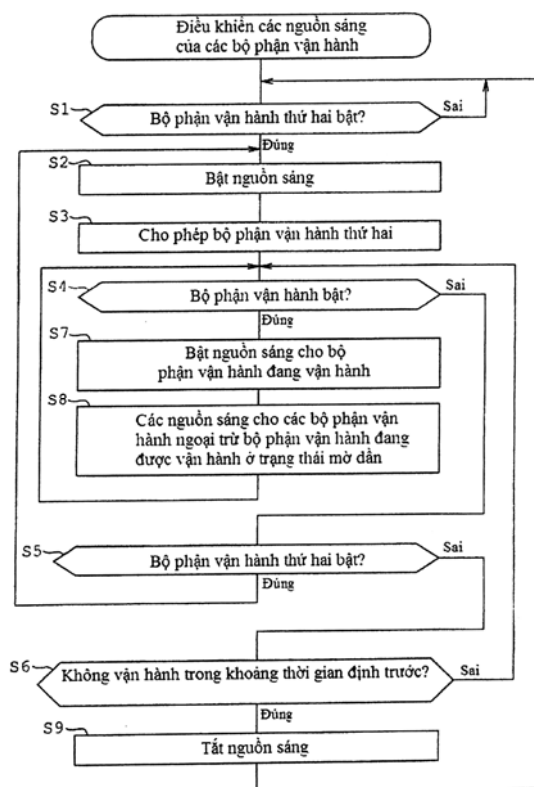 Điều khiển các nguồn sáng
của các bộ phận vận hành
S1
Bộ phận vận hành thứ hai bật?
Sai
Đúng
S2
Bật nguồn sáng
S3
Cho phép bộ phận vận hành thứ hai
S4
Bộ phận vận hành bật?
Sai
Đúng
S7
Bật nguồn sáng cho bộ
phận vận hành đang vận hành
S8
Các nguồn sáng cho các bộ phận vận
hành ngoại trừ bộ phận vận hành đang
được vận hành ở trạng thái mờ dần
S5
Bộ phận vận hành thứ hai bật?
Sai
Đúng
S6
Không vận hành trong khoảng thời gian định trước?
Sai
Đúng
S9
Tắt nguồn sáng